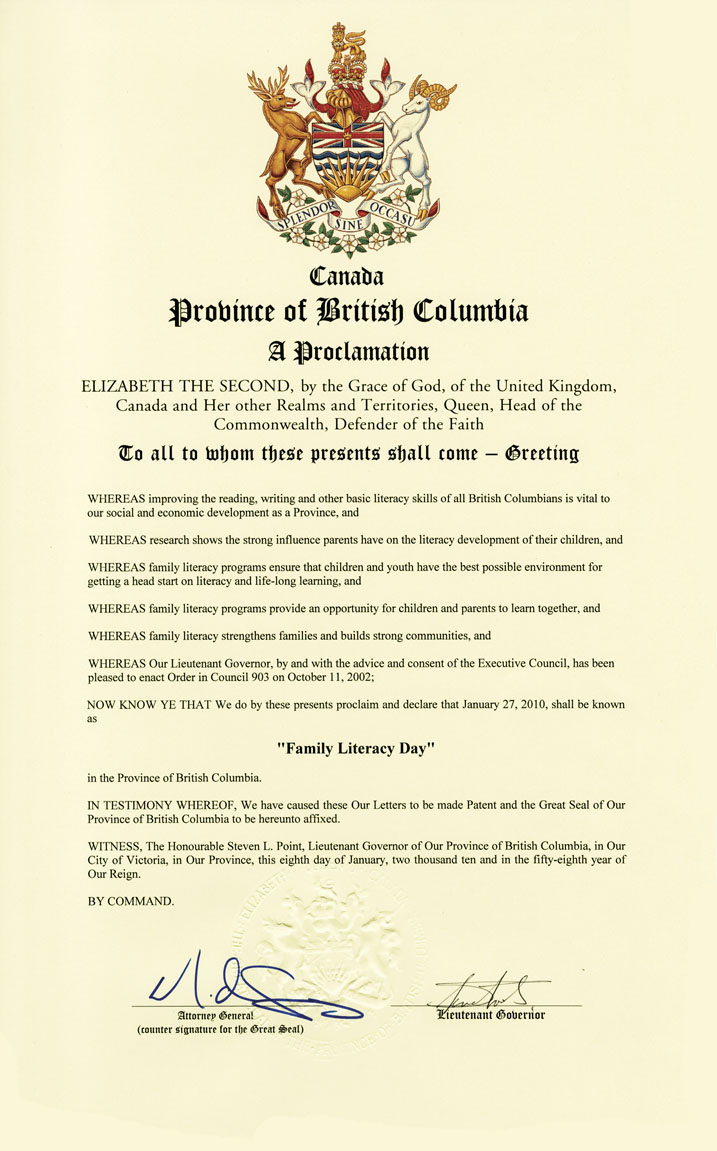 SPLENDOR SINE OCCASU
Canada
Province of British Columbia
A Proclamation
ELIZABETH THE SECOND, by the Grace of God, of the United Kingdom,
Canada and Her other Realms and Territories, Queen, Head of the
Commonwealth, Defender of the Faith
To all to whom these presents shall come – Greeting
WHEREAS improving the reading, writing and other basic literacy skills of all British Columbians is vital to
our social and economic development as a Province, and
WHEREAS research shows the strong influence parents have on the literacy development of their children, and
WHEREAS family literacy programs ensure that children and youth have the best possible environment for
getting a head start on literacy and life-long learning, and
WHEREAS family literacy programs provide an opportunity for children and parents to learn together, and
WHEREAS family literacy strengthens families and builds strong communities, and
WHEREAS Our Lieutenant Governor, by and with the advice and consent of the Executive Council, has been
pleased to enact Order in Council 903 on October 11, 2002;
NOW KNOW YE THAT We do by these presents proclaim and declare that January 27, 2010, shall be known
as
"Family Literacy Day"
in the Province of British Columbia.
IN TESTIMONY WHEREOF, We have caused these Our Letters to be made Patent and the Great Seal of Our
Province of British Columbia to be hereunto affixed.
WITNESS, The Honourable Steven L. Point, Lieutenant Governor of Our Province of British Columbia, in Our
City of Victoria, in Our Province, this eighth day of January, two thousand ten and in the fifty-eighth year of
Our Reign.
BY COMMAND.
ELIZABETH
Attorney General
(counter signature for the Great Seal)
Lieutenant Governor